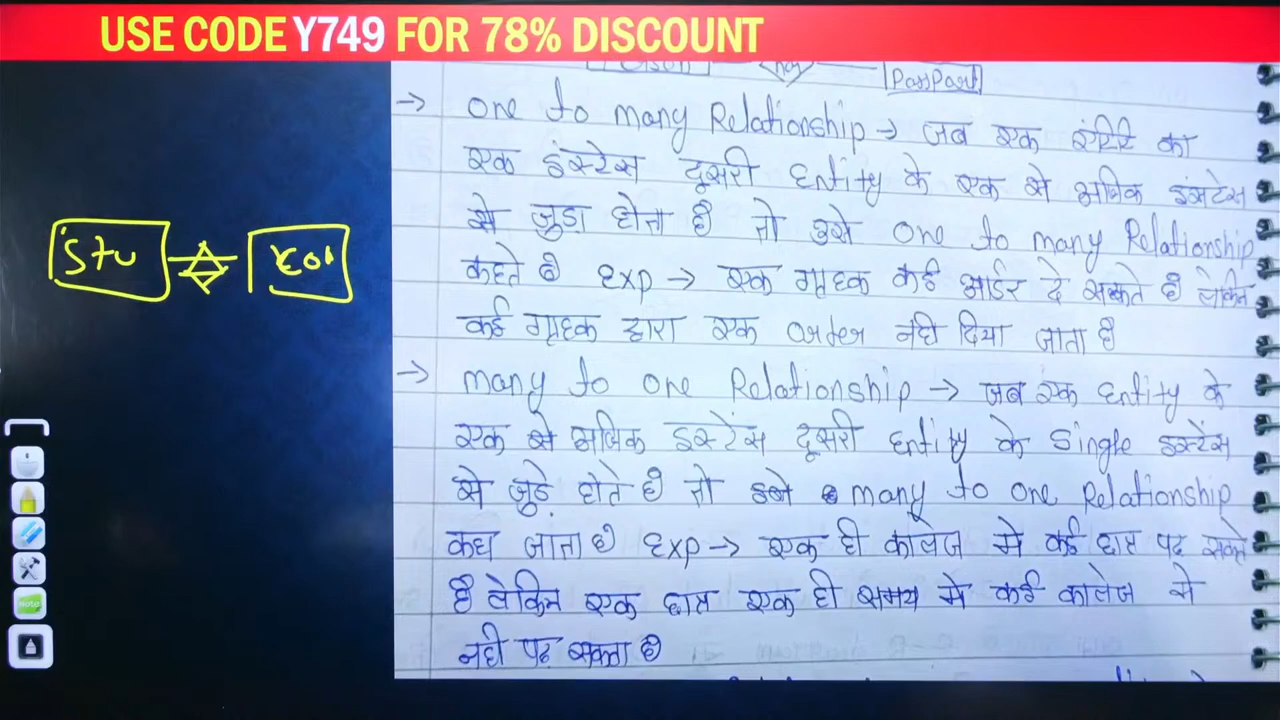 USE CODE Y749 FOR 78% DISCOUNT
PassPort
→ one to many Relationship → जब एक एंटिटि का
एक इंस्टेंस दूसरी Entity के एक से अधिक इंसटेंस
से जुडा होता है तो उसे one to many Relationship
कहते है Exp → एक ग्राहक कई आर्डर दे सकते है लेकिन
कई ग्राहक द्वारा एक order नही दिया जाता है
→ many to one Relationship → जब एक Entity के
एक से अधिक इंस्टेंस दूसरी Entity के Single इंस्टेंस
से जुड़े होते है तो इसे many to one Relationship
कहा जाता है Exp → एक ही कालेज मे कई छात्र पढ़ सकते
है लेकिन एक छात्र एक ही समय मे कई कालेज मे
नही पढ़ सकता है
Stu
Note